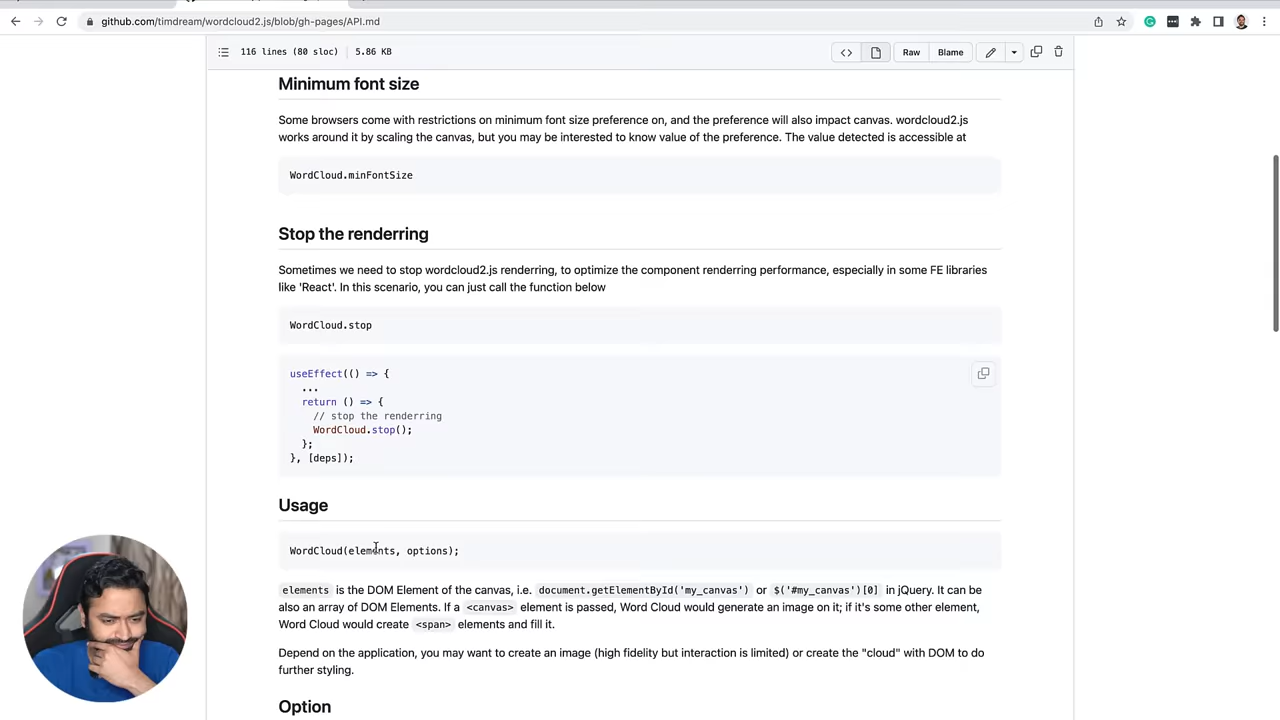 github.com/timdream/wordcloud2.js/blob/gh-pages/API.md
116 lines (80 sloc) 5.86 KB
Raw
Blame
Minimum font size
Some browsers come with restrictions on minimum font size preference on, and the preference will also impact canvas. wordcloud2.js
works around it by scaling the canvas, but you may be interested to know value of the preference. The value detected is accessible at
WordCloud.minFontSize
Stop the renderring
Sometimes we need to stop wordcloud2.js renderring, to optimize the component renderring performance, especially in some FE libraries
like 'React'. In this scenario, you can just call the function below
WordCloud.stop
useEffect(() => {
...
return () => {
// stop the renderring
WordCloud.stop();
};
}, [deps]);
Usage
WordCloud(elements, options);
elements is the DOM Element of the canvas, i.e. document.getElementById('my_canvas') or $('#my_canvas')[0] in jQuery. It can be
also an array of DOM Elements. If a <canvas> element is passed, Word Cloud would generate an image on it; if it's some other element,
Word Cloud would create <span> elements and fill it.
Depend on the application, you may want to create an image (high fidelity but interaction is limited) or create the "cloud" with DOM to do
further styling.
Option